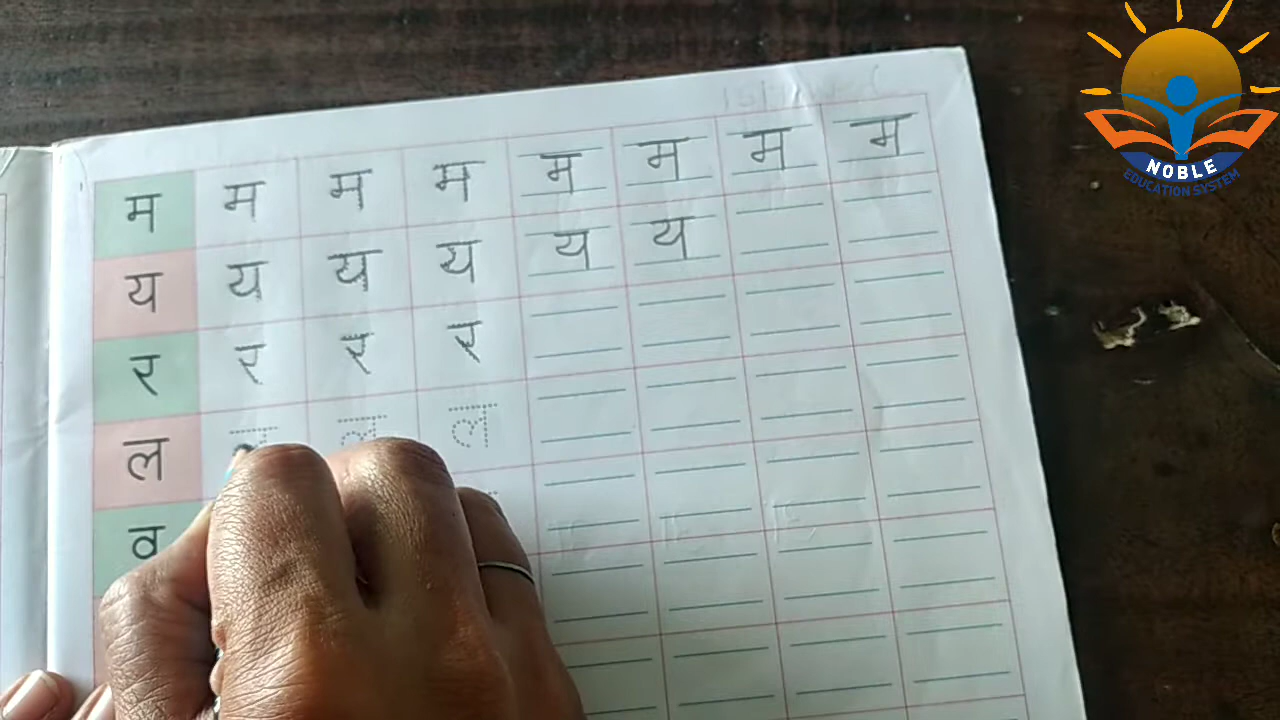 NOBLE
EDUCATION SYSTEM
म म म म म म म म
य य य य य य
र र र र
ल ल ल ल
व